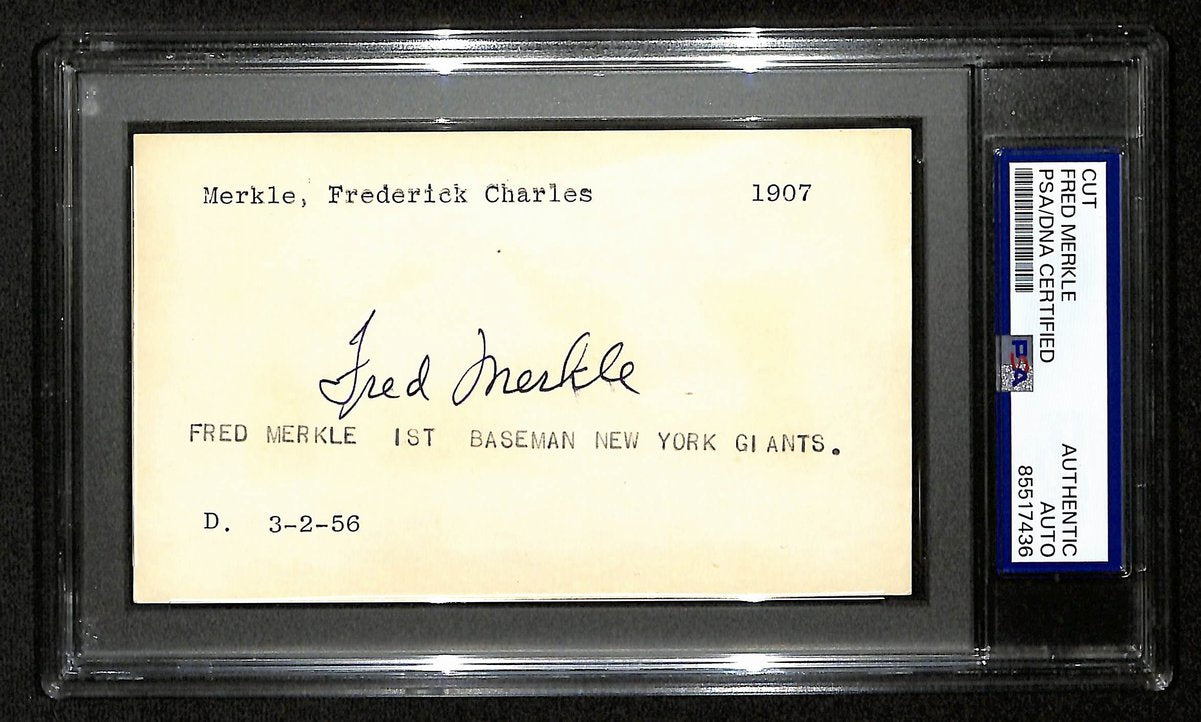 Merkle, Frederick Charles 1907
Fred Merkle
FRED MERKLE 1ST BASEMAN NEW YORK GIANTS.
D. 3-2-56
CUT
FRED MERKLE
PSA/DNA CERTIFIED
AUTHENTIC
AUTO
85517436
PSA